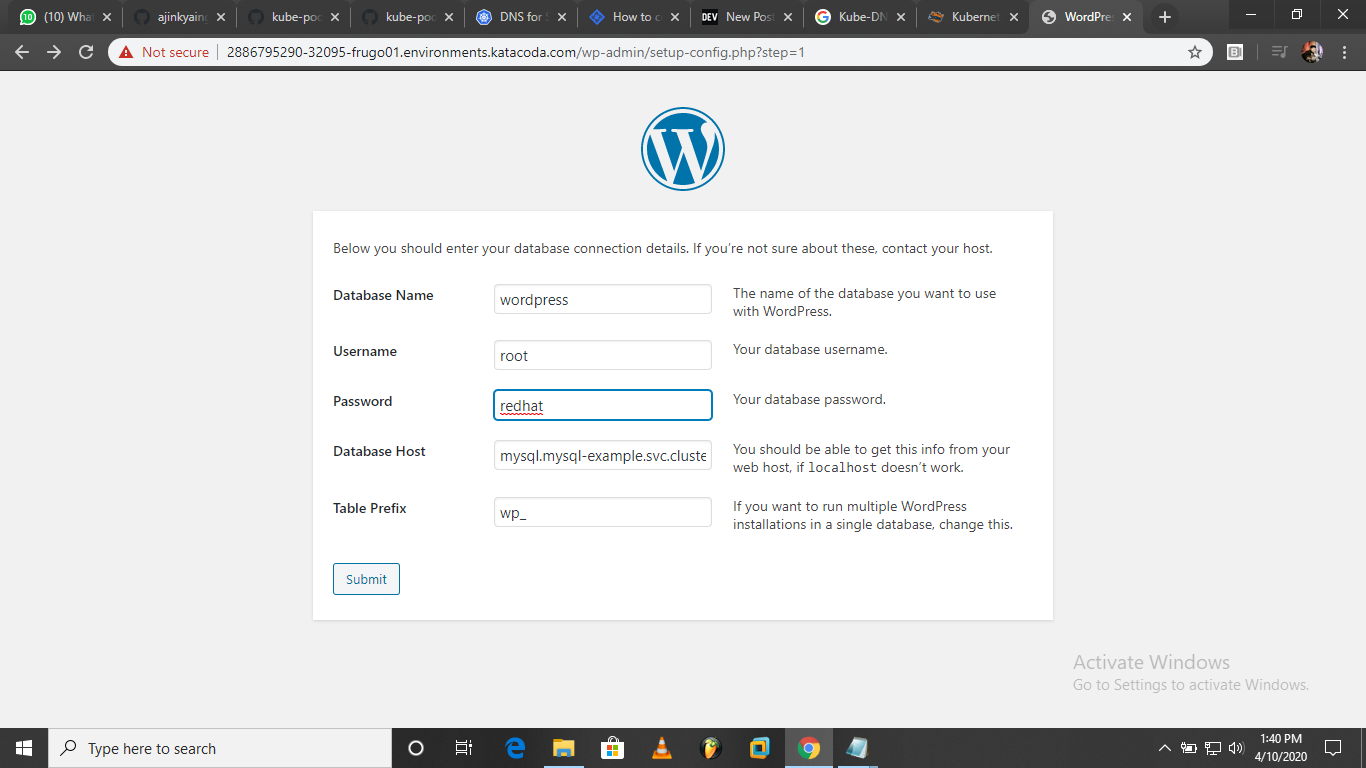 (10) What
ajinkyaing
kube-poc
kube-poc
DNS for S
How to c
DEV New Post
Kube-DN
Kubernet
WordPres
Not secure
2886795290-32095-frugo01.environments.katacoda.com/wp-admin/setup-config.php?step=1
Below you should enter your database connection details. If you’re not sure about these, contact your host.
Database Name
wordpress
The name of the database you want to use
with WordPress.
Username
root
Your database username.
Password
redhat
Your database password.
Database Host
mysql.mysql-example.svc.cluste
You should be able to get this info from your
web host, if localhost doesn’t work.
Table Prefix
wp_
If you want to run multiple WordPress
installations in a single database, change this.
Submit
Activate Windows
Go to Settings to activate Windows.
Type here to search
1:40 PM
4/10/2020